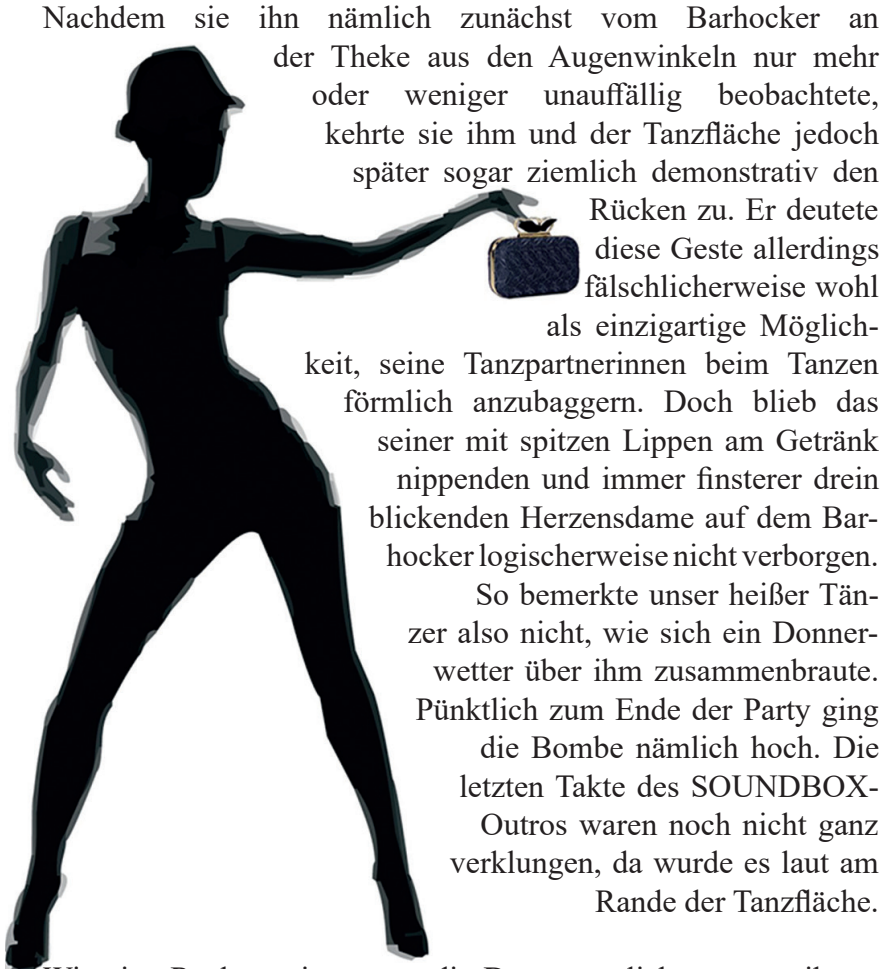 Nachdem sie ihn nämlich zunächst vom Barhocker an
der Theke aus den Augenwinkeln nur mehr
oder weniger unauffällig beobachtete,
kehrte sie ihm und der Tanzfläche jedoch
später sogar ziemlich demonstrativ den
Rücken zu. Er deutete
diese Geste allerdings
fälschlicherweise wohl
als einzigartige Möglich-
keit, seine Tanzpartnerinnen beim Tanzen
förmlich anzubaggern. Doch blieb das
seiner mit spitzen Lippen am Getränk
nippenden und immer finsterer drein
blickenden Herzensdame auf dem Bar-
hocker logischerweise nicht verborgen.
So bemerkte unser heißer Tän-
zer also nicht, wie sich ein Donner-
wetter über ihm zusammenbraute.
Pünktlich zum Ende der Party ging
die Bombe nämlich hoch. Die
letzten Takte des SOUNDBOX-
Outros waren noch nicht ganz
verklungen, da wurde es laut am
Rande der Tanzfläche.